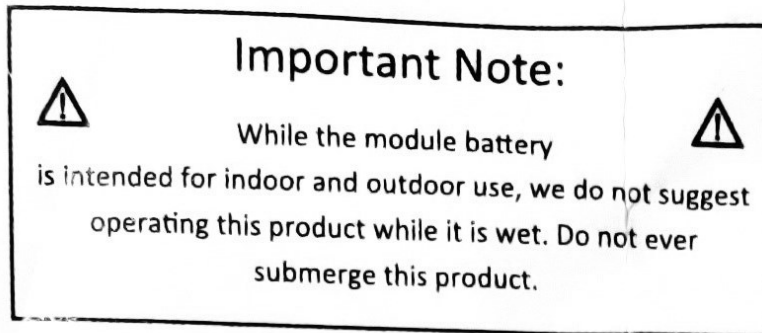 Important Note:
While the module battery
is intended for indoor and outdoor use, we do not suggest
operating this product while it is wet. Do not ever
submerge this product.